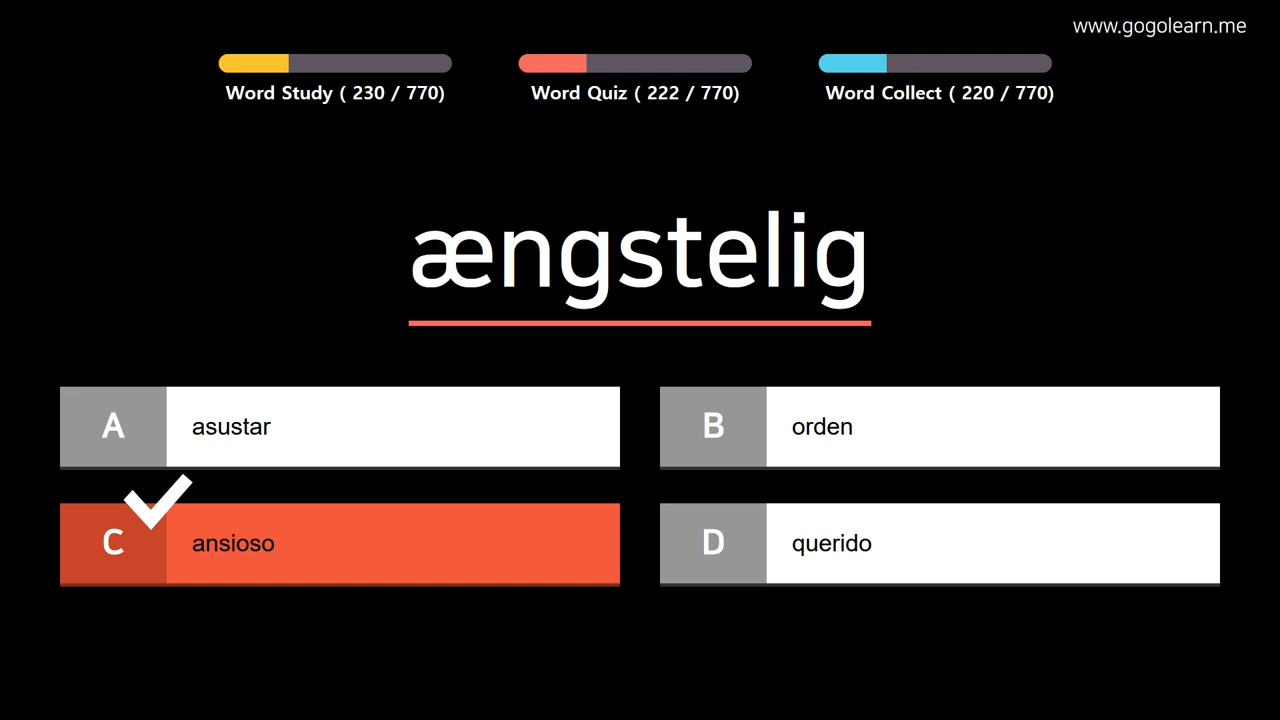 www.gogolearn.me
Word Study ( 230 / 770)
Word Quiz ( 222 / 770)
Word Collect ( 220 / 770)
ængstelig
A
asustar
B
orden
C
ansioso
D
querido